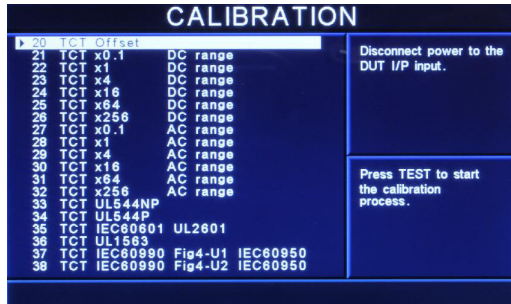 CALIBRATION
20 TCT Offset
21 TCT x0.1 DC range
22 TCT x1 DC range
23 TCT x4 DC range
24 TCT x16 DC range
25 TCT x64 DC range
26 TCT x256 DC range
27 TCT x0.1 AC range
28 TCT x1 AC range
29 TCT x4 AC range
30 TCT x16 AC range
31 TCT x64 AC range
32 TCT x256 AC range
33 TCT UL544NP
34 TCT UL544P
35 TCT IEC60601 UL2601
36 TCT UL1563
37 TCT IEC60990 Fig4-U1 IEC60950
38 TCT IEC60990 Fig4-U2 IEC60950
Disconnect power to the
DUT I/P input.
Press TEST to start
the calibration
process.